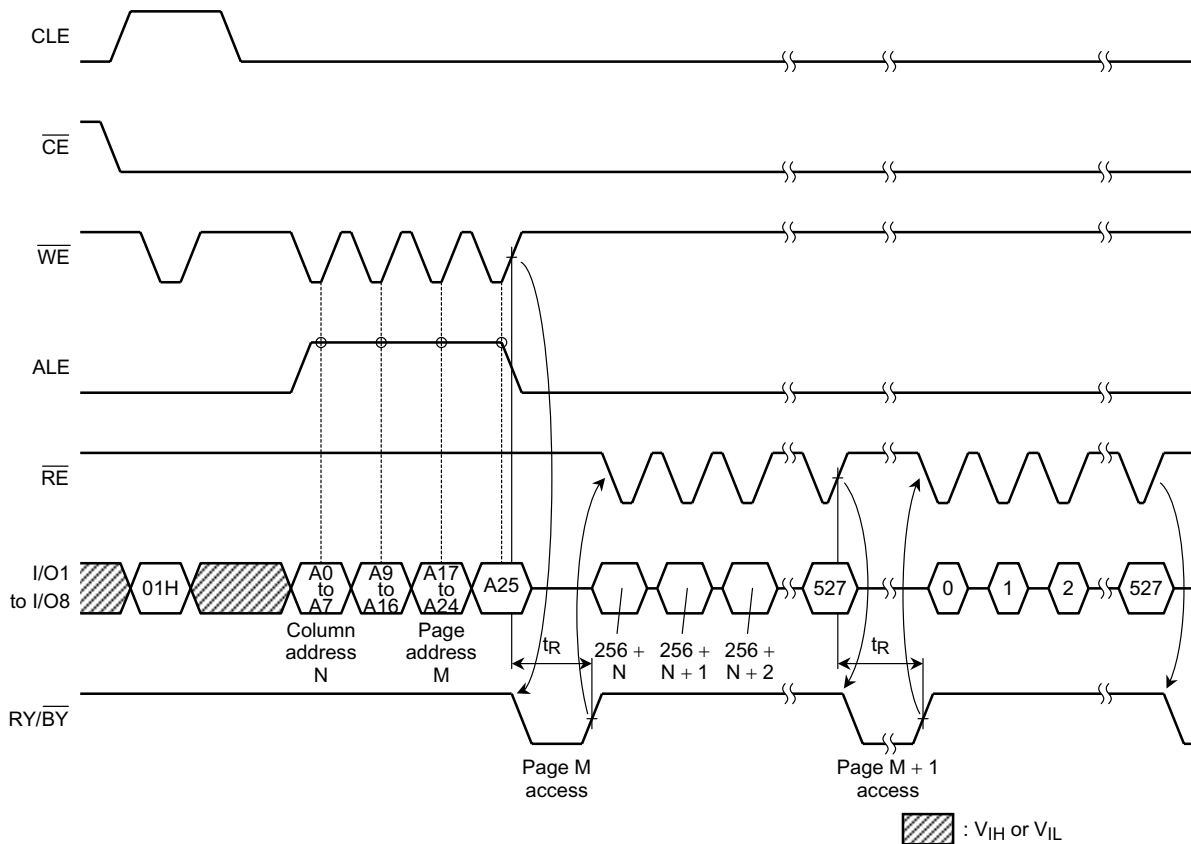 CLE
CE
WE
ALE
RE
I/O1
to I/O8
01H
A0
to
A7
A9
to
A16
A17
to
A24
A25
527
0
1
2
527
Column
address
N
Page
address
M
tR
256 +
N
256 +
N + 1
256 +
N + 2
tR
RY/BY
Page M
access
Page M + 1
access
: VIH or VIL